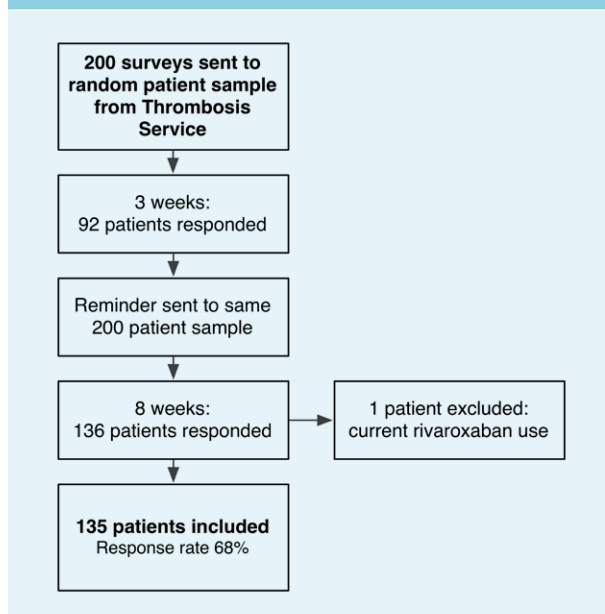 200 surveys sent to
random patient sample
from Thrombosis
Service
3 weeks:
92 patients responded
Reminder sent to same
200 patient sample
8 weeks:
136 patients responded
1 patient excluded:
current rivaroxaban use
135 patients included
Response rate 68%